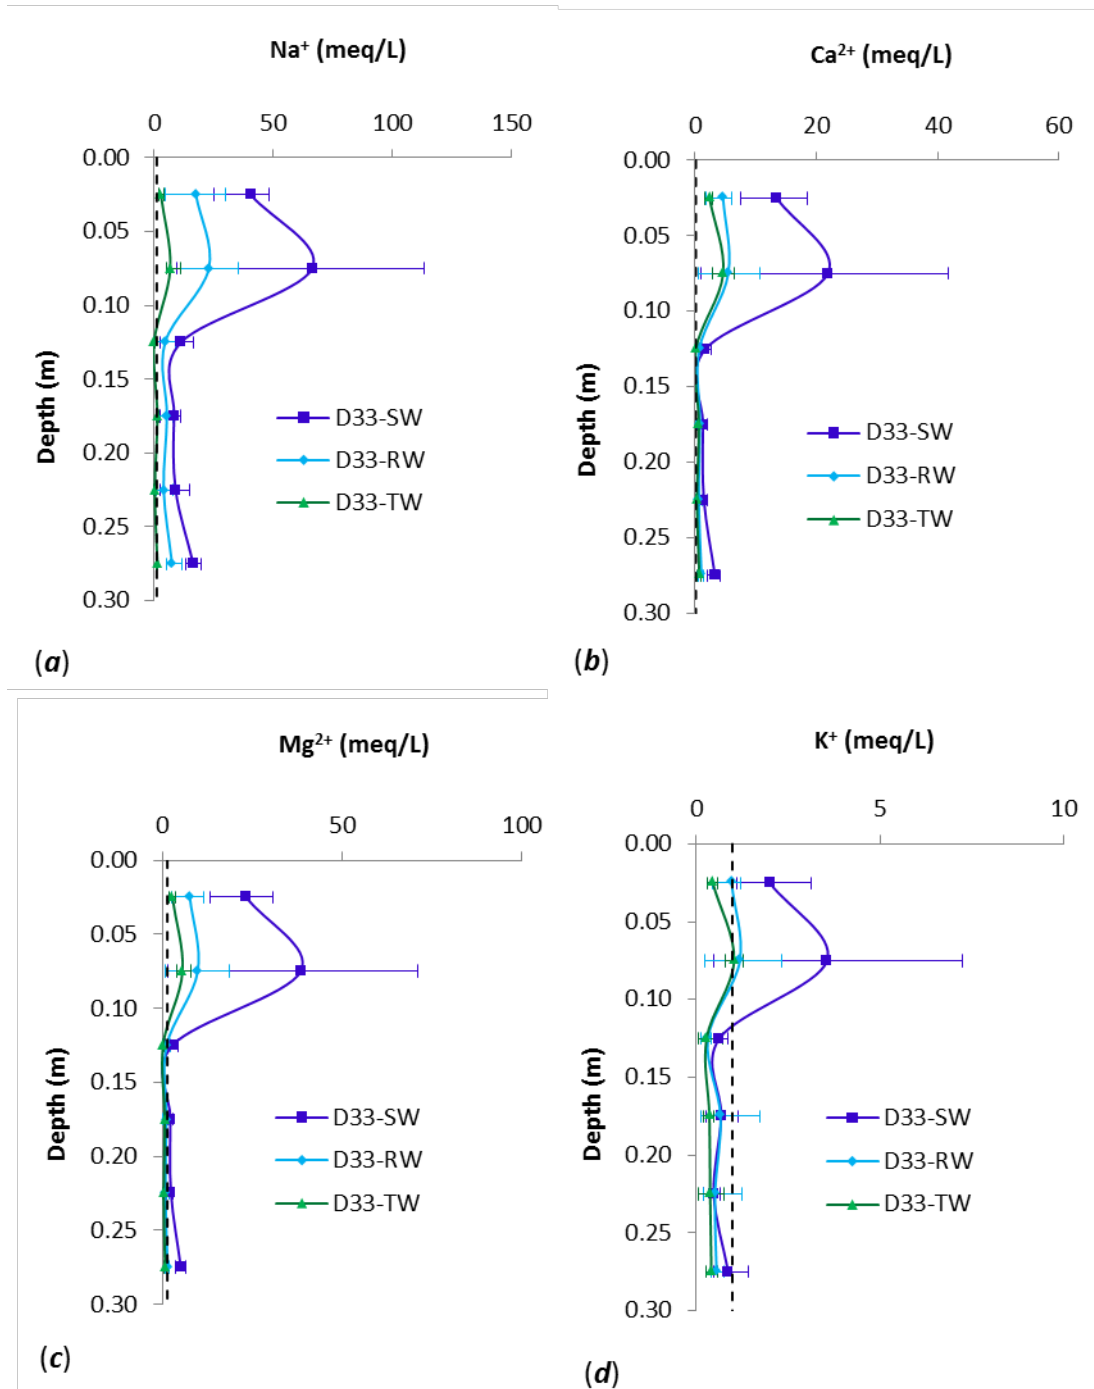 Na⁺ (meq/L)
0 50 100 150
0.00
0.05
0.10
0.15
0.20
0.25
0.30
Depth (m)
D33-SW
D33-RW
D33-TW
(a)
Ca²⁺ (meq/L)
0 20 40 60
0.00
0.05
0.10
0.15
0.20
0.25
0.30
Depth (m)
D33-SW
D33-RW
D33-TW
(b)
Mg²⁺ (meq/L)
0 50 100
0.00
0.05
0.10
0.15
0.20
0.25
0.30
Depth (m)
D33-SW
D33-RW
D33-TW
(c)
K⁺ (meq/L)
0 5 10
0.00
0.05
0.10
0.15
0.20
0.25
0.30
Depth (m)
D33-SW
D33-RW
D33-TW
(d)